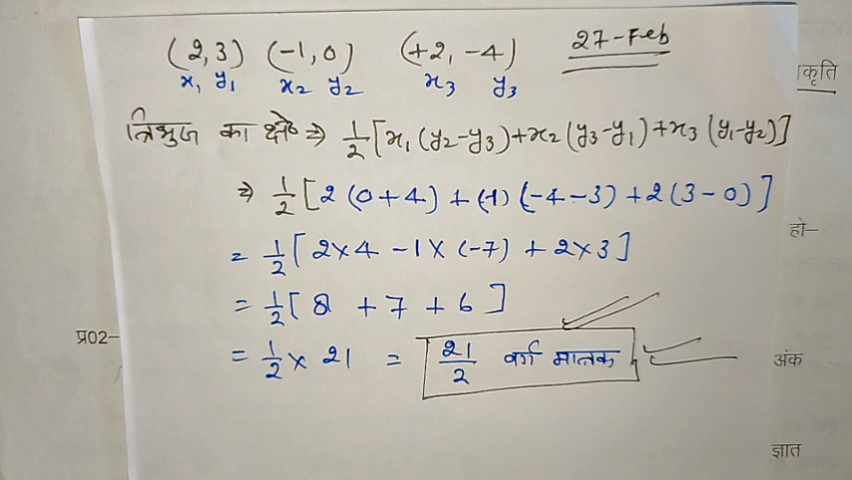 (2,3) (-1,0) (+2,-4) 27-Feb
x₁ y₁ x₂ y₂ x₃ y₃
ाकृति
त्रिभुज का क्षे० ⇒ 1/2 [x₁(y₂-y₃)+x₂(y₃-y₁)+x₃(y₁-y₂)]
⇒ 1/2 [2(0+4)+(-1)(-4-3)+2(3-0)]
हो–
= 1/2 [2×4 -1×(-7) + 2×3]
= 1/2 [8 + 7 + 6]
प्र02–
= 1/2 × 21 = 21/2 वर्ग मात्रक
अंक
ज्ञात